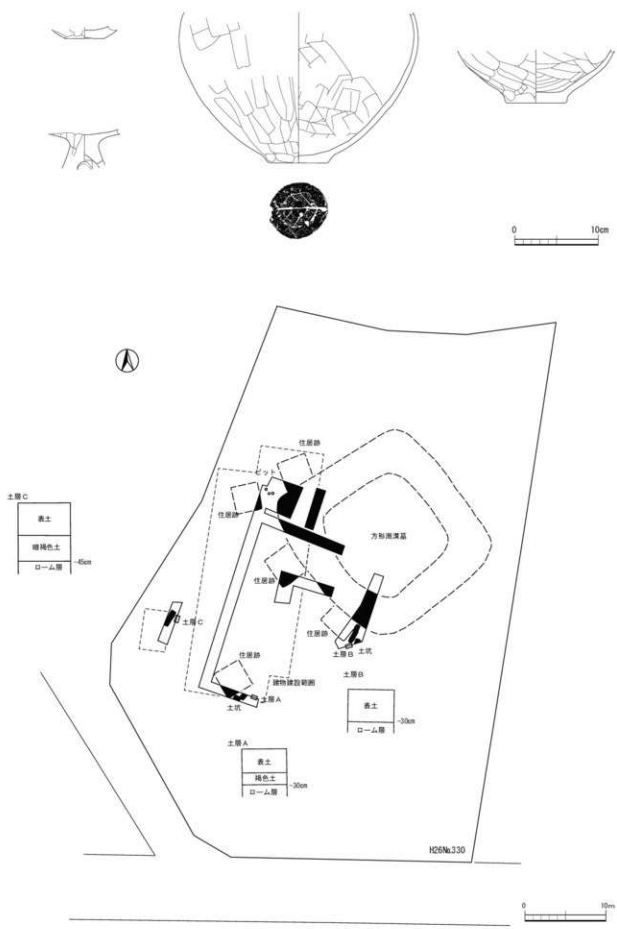 0 10cm
住居跡
ピット
土層C
住居跡
表土
方形周溝墓
暗褐色土
-45cm
ローム層
住居跡
土層C
住居跡
土層B
土坑
住居跡
土層B
建物建設範囲
土層A
土坑
表土
-30cm
ローム層
土層A
表土
褐色土
-30cm
ローム層
H26No.330
0 10m